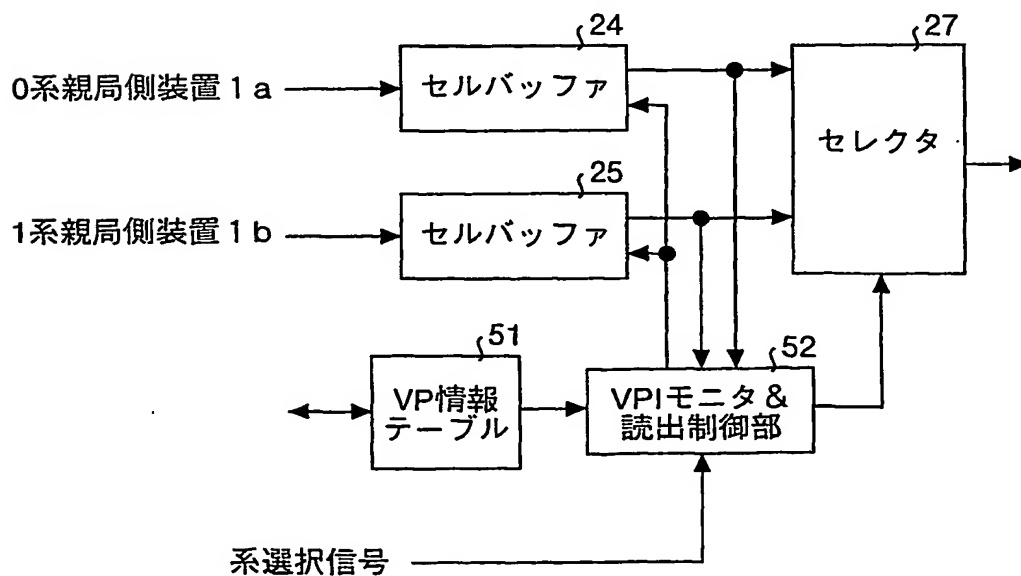 24
27
0系親局側装置1a
セルバッファ
セレクタ
25
1系親局側装置1b
セルバッファ
51
52
VP情報
テーブル
VPIモニタ&
読出制御部
系選択信号